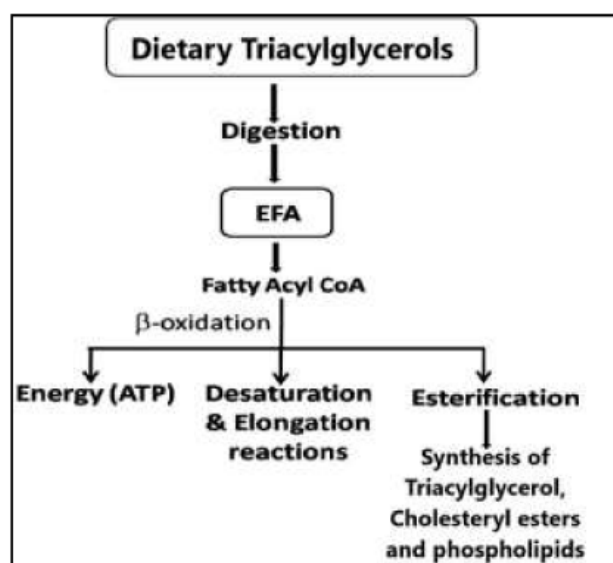 Dietary Triacylglycerols
Digestion
EFA
Fatty Acyl CoA
β-oxidation
Energy (ATP)
Desaturation
& Elongation
reactions
Esterification
Synthesis of
Triacylglycerol,
Cholesteryl esters
and phospholipids